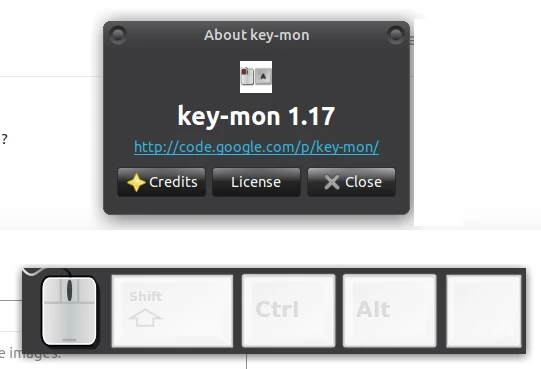 About key-mon
A
key-mon 1.17
?
http://code.google.com/p/key-mon/
Credits
License
Close
Shift
Ctrl
Alt
e images.